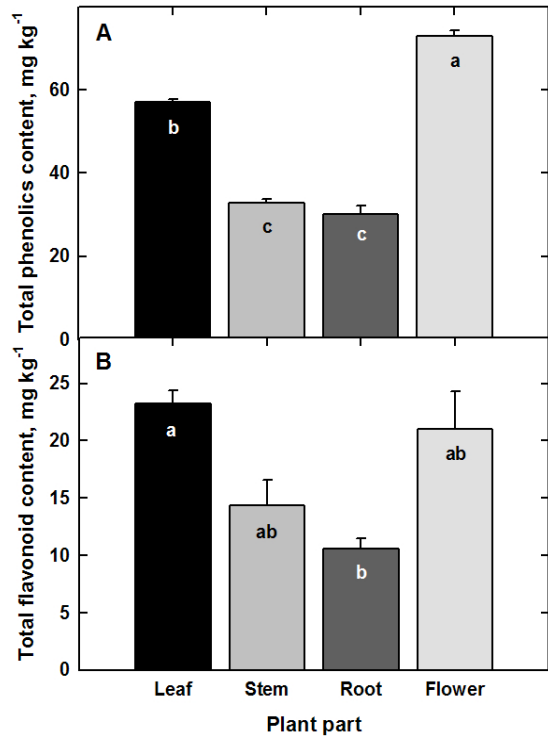 A
Total phenolics content, mg kg⁻¹
60
40
20
0
b
c
c
a
B
Total flavonoid content, mg kg⁻¹
25
20
15
10
5
0
a
ab
b
ab
Leaf Stem Root Flower
Plant part